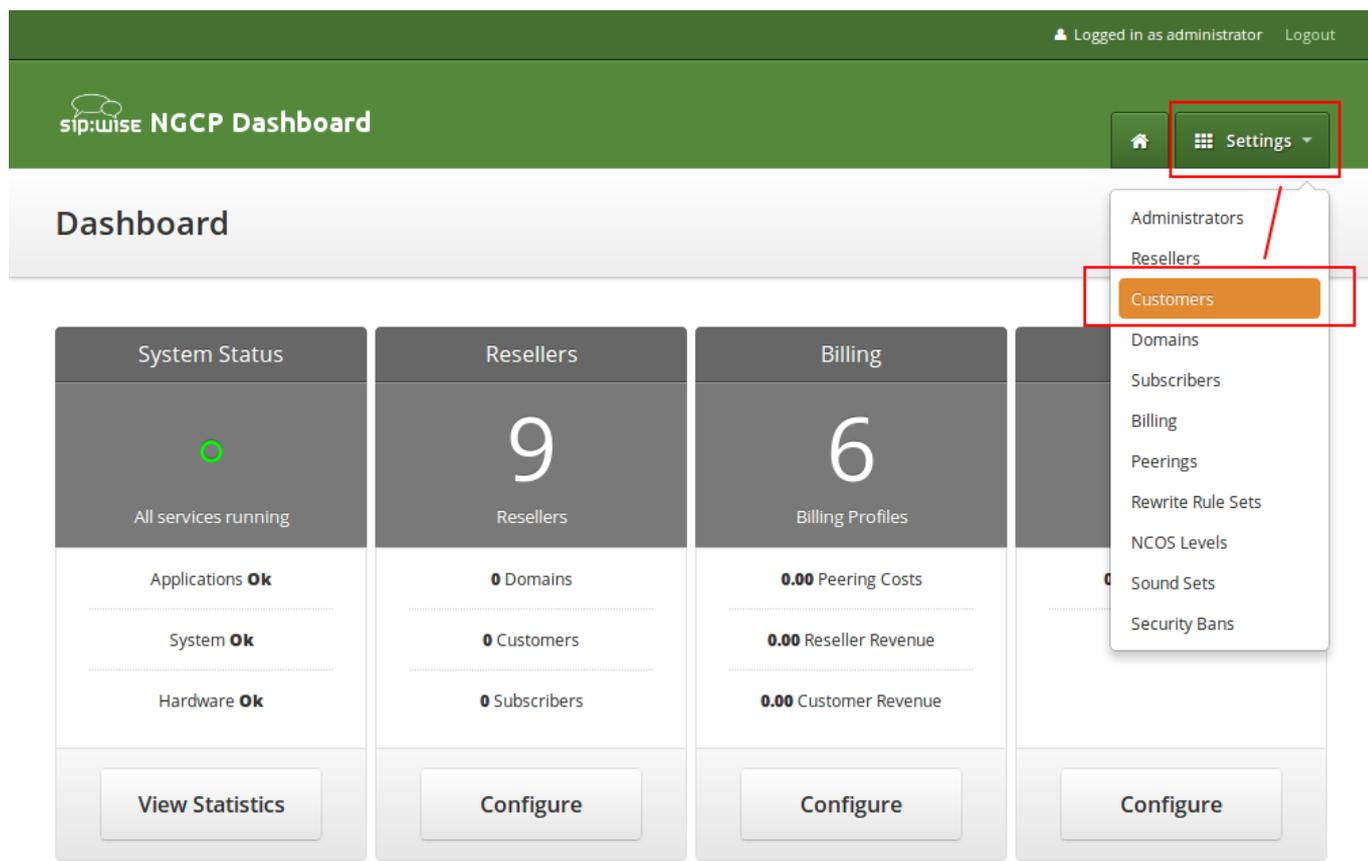 Logged in as administrator Logout
sip:wise NGCP Dashboard
Settings
Dashboard
Administrators
Resellers
Customers
Domains
Subscribers
Billing
Peerings
Rewrite Rule Sets
NCOS Levels
Sound Sets
Security Bans
System Status
All services running
Applications Ok
System Ok
Hardware Ok
View Statistics
Resellers
9
Resellers
0 Domains
0 Customers
0 Subscribers
Configure
Billing
6
Billing Profiles
0.00 Peering Costs
0.00 Reseller Revenue
0.00 Customer Revenue
Configure
Configure